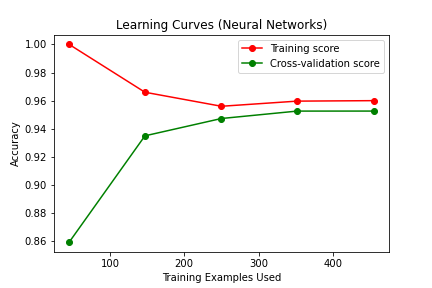 Learning Curves (Neural Networks)
Training score
Cross-validation score
1.00
0.98
0.96
0.94
0.92
0.90
0.88
0.86
Accuracy
100 200 300 400
Training Examples Used